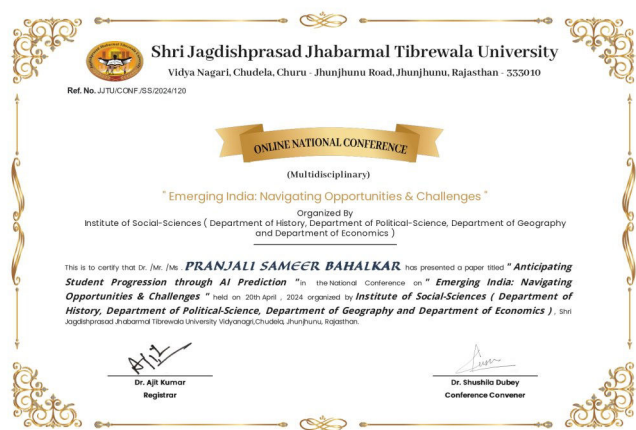 Shri Jagdishprasad Jhabarmal Tibrewala University
Vidya Nagari, Chudela, Churu - Jhunjhunu Road, Jhunjhunu, Rajasthan - 333010
Ref. No. JJTU/CONF./SS/2024/120
ONLINE NATIONAL CONFERENCE
(Multidisciplinary)
" Emerging India: Navigating Opportunities & Challenges "
Organized By
Institute of Social-Sciences ( Department of History, Department of Political-Science, Department of Geography
and Department of Economics )
This is to certify that Dr. /Mr. /Ms . PRANJALI SAMEER BAHALKAR has presented a paper titled " Anticipating
Student Progression through AI Prediction "in the National Conference on " Emerging India: Navigating
Opportunities & Challenges " held on 20th April , 2024 organized by Institute of Social-Sciences ( Department of
History, Department of Political-Science, Department of Geography and Department of Economics ) , Shri
Jagdishprasad Jhabarmal Tibrewala University Vidyanagri,Chudela, Jhunjhunu, Rajasthan.
Dr. Ajit Kumar
Registrar
Dr. Shushila Dubey
Conference Convener